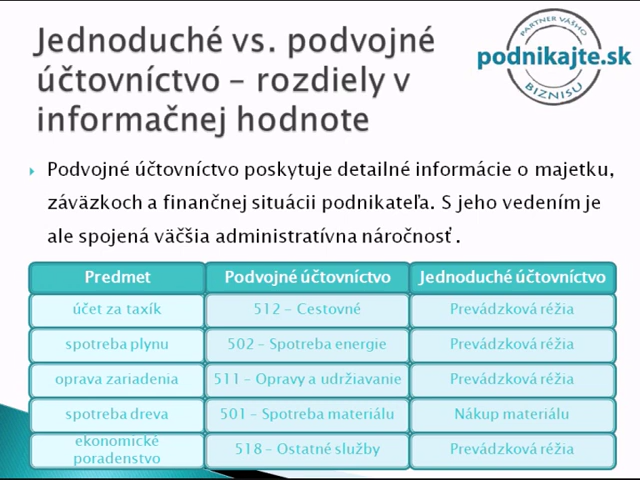 Jednoduché vs. podvojné
účtovníctvo – rozdiely v
informačnej hodnote
PARTNER VÁŠHO
podnikajte.sk
BIZNISU
Podvojné účtovníctvo poskytuje detailné informácie o majetku,
záväzkoch a finančnej situácii podnikateľa. S jeho vedením je
ale spojená väčšia administratívna náročnosť.
Predmet Podvojné účtovníctvo Jednoduché účtovníctvo
účet za taxík 512 – Cestovné Prevádzková réžia
spotreba plynu 502 – Spotreba energie Prevádzková réžia
oprava zariadenia 511 – Opravy a udržiavanie Prevádzková réžia
spotreba dreva 501 – Spotreba materiálu Nákup materiálu
ekonomické
poradenstvo 518 – Ostatné služby Prevádzková réžia